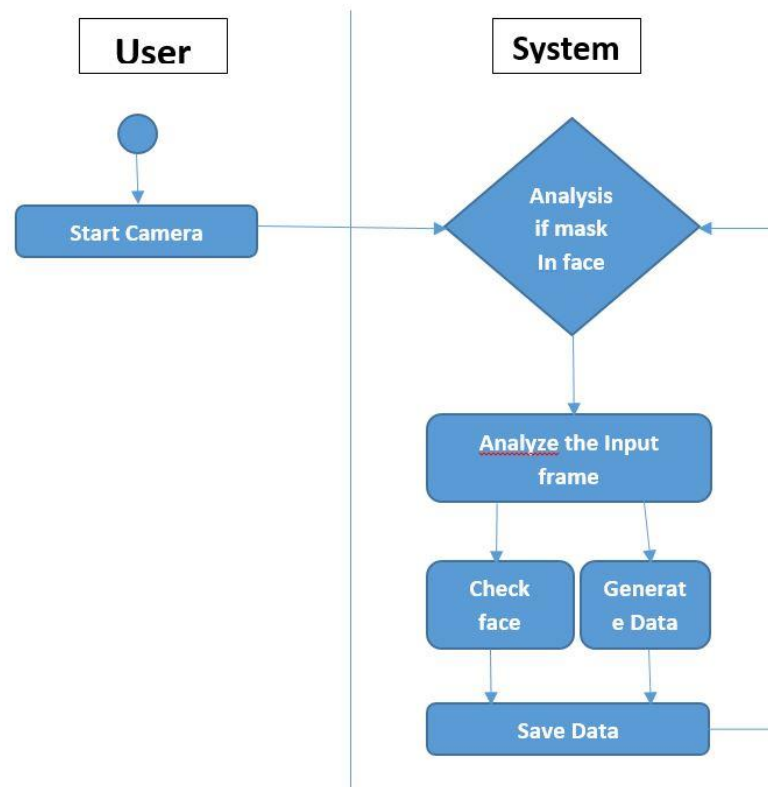 User
System
Start Camera
Analysis
if mask
In face
Analyze the Input
frame
Check
face
Generat
e Data
Save Data